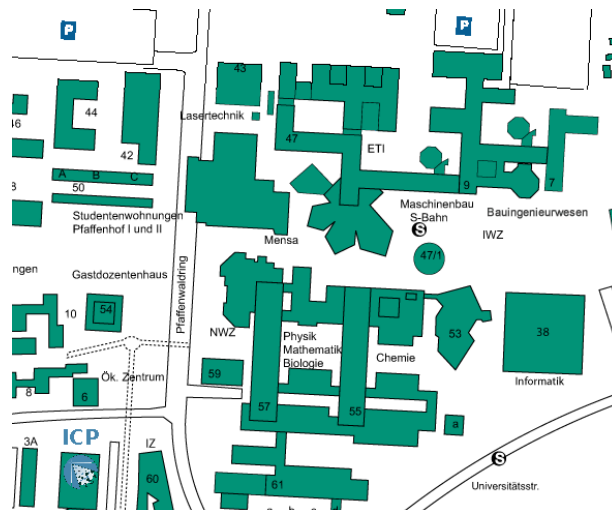 P
P
43
44
46
Lasertechnik
47
ETI
42
A B C
50
8
9
7
Studentenwohnungen
Pfaffenhof I und II
Maschinenbau
S-Bahn
S
Bauingenieurwesen
IWZ
Mensa
47/1
ngen
Gastdozentenhaus
Pfaffenwaldring
54
10
NWZ
Physik
Mathematik
Biologie
Chemie
53
38
Informatik
Ök. Zentrum
59
8
6
57
55
a
ICP
3A
IZ
60
61
S
Universitätsstr.